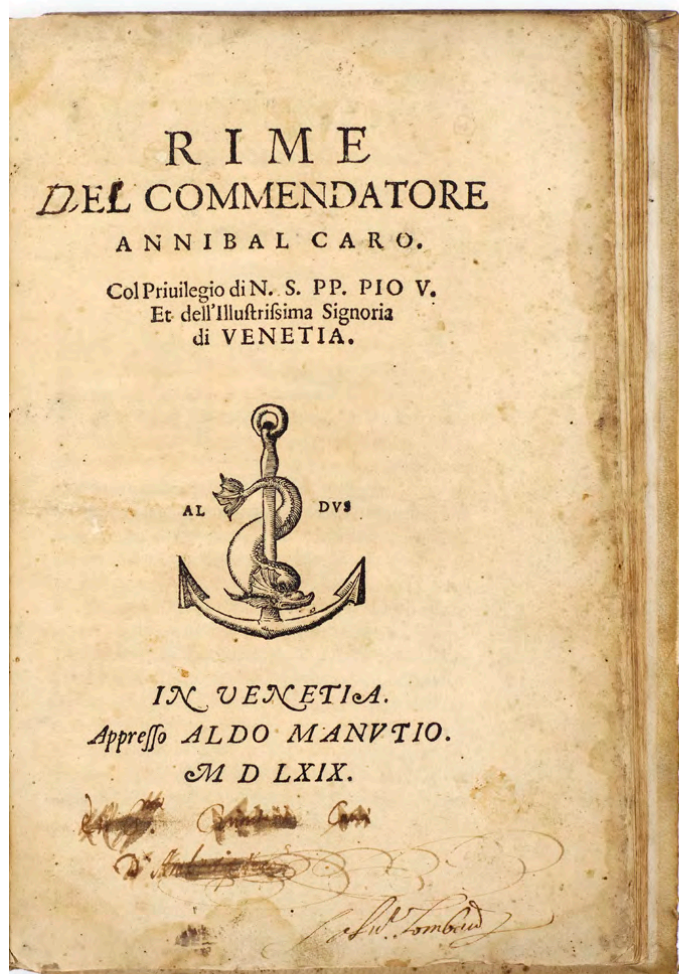 RIME
DEL COMMENDATORE
ANNIBAL CARO.
Col Priuilegio di N. S. PP. PIO V.
Et dell'Illuſtriſsima Signoria
di VENETIA.
AL DVS
IN VENETIA.
Appreſſo ALDO MANVTIO.
M D LXIX.
Lombard